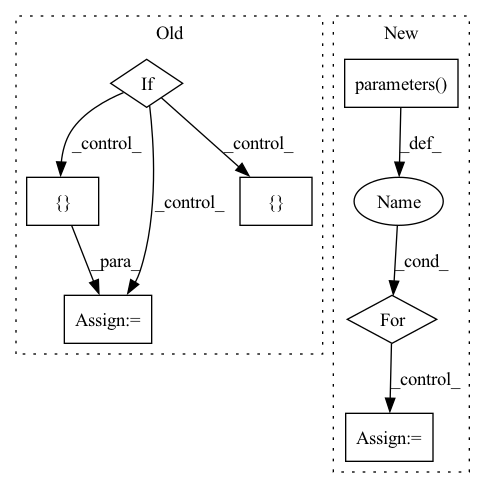 Old
New
If
parameters()
_control_
_control_
_def_
_control_
{}
{}
Name
_para_
_cond_
Assign:=
For
_control_
Assign:=